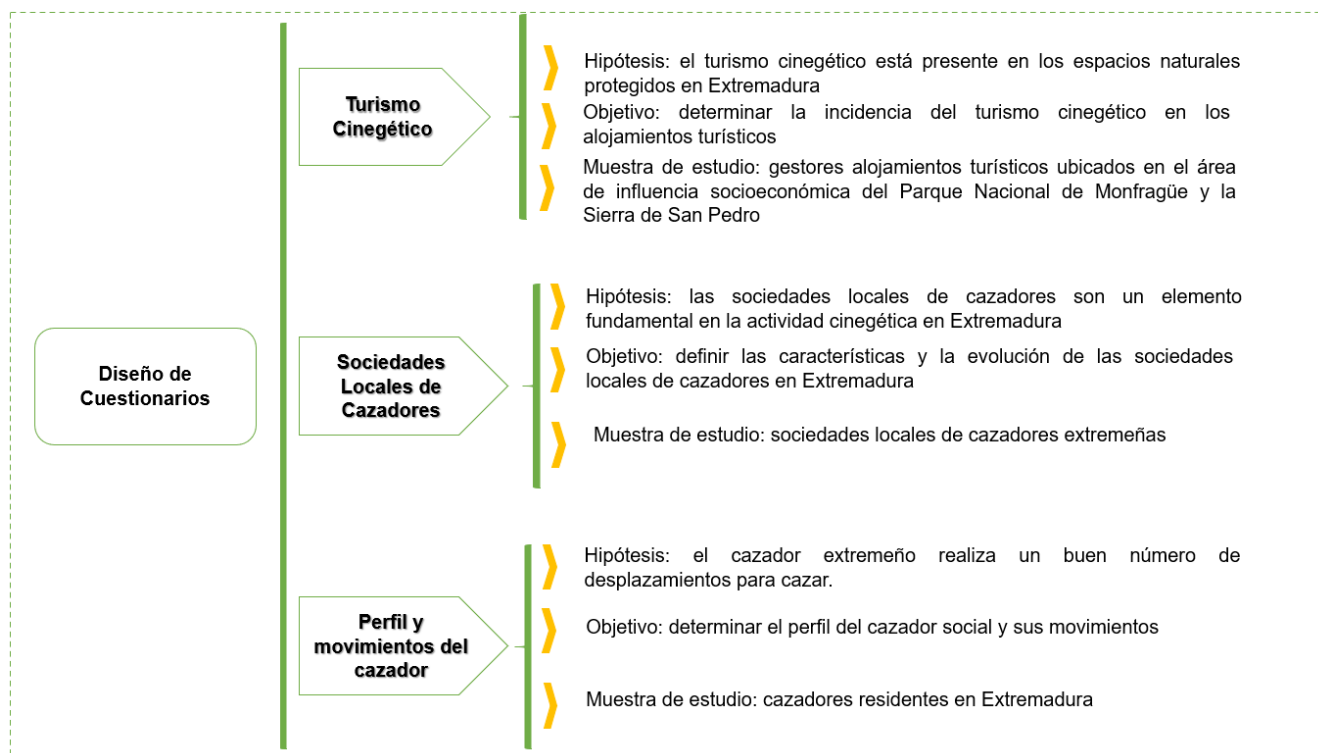 Diseño de
Cuestionarios
Turismo
Cinegético
Hipótesis: el turismo cinegético está presente en los espacios naturales
protegidos en Extremadura
Objetivo: determinar la incidencia del turismo cinegético en los
alojamientos turísticos
Muestra de estudio: gestores alojamientos turísticos ubicados en el área
de influencia socioeconómica del Parque Nacional de Monfragüe y la
Sierra de San Pedro
Sociedades
Locales de
Cazadores
Hipótesis: las sociedades locales de cazadores son un elemento
fundamental en la actividad cinegética en Extremadura
Objetivo: definir las características y la evolución de las sociedades
locales de cazadores en Extremadura
Muestra de estudio: sociedades locales de cazadores extremeñas
Perfil y
movimientos del
cazador
Hipótesis: el cazador extremeño realiza un buen número de
desplazamientos para cazar.
Objetivo: determinar el perfil del cazador social y sus movimientos
Muestra de estudio: cazadores residentes en Extremadura